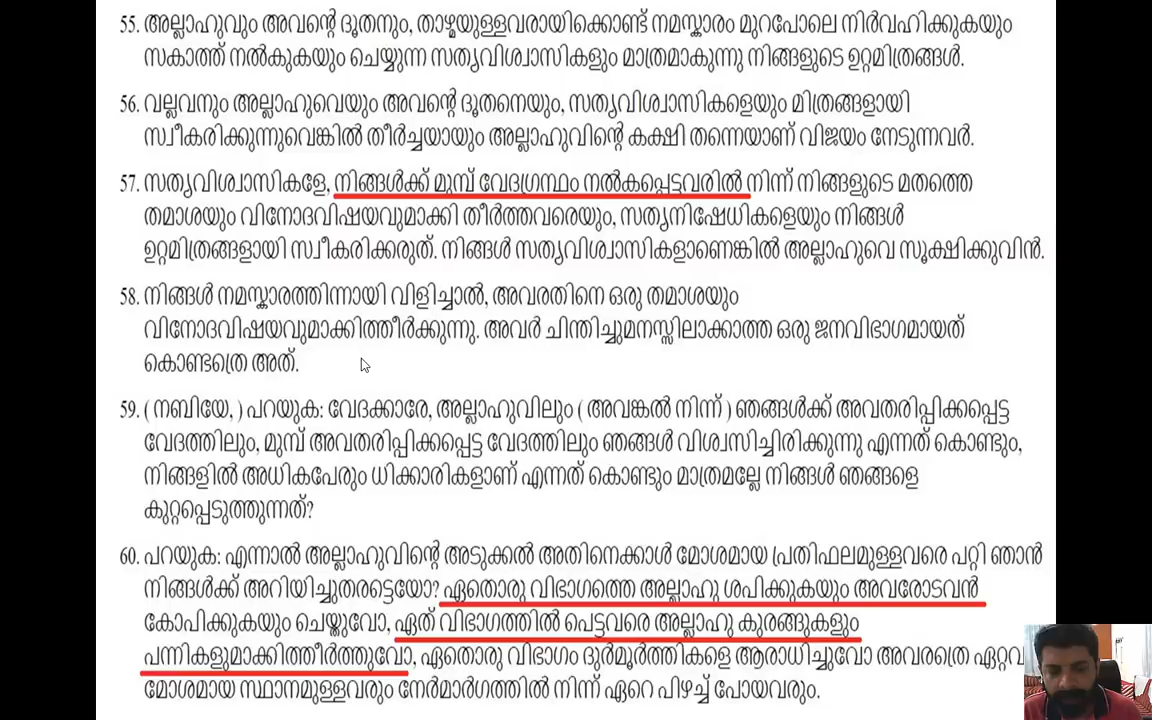 55. അല്ലാഹുവും അവന്റെ ദൂതനും, താഴ്മയുള്ളവരായിക്കൊണ്ട് നമസ്കാരം മുറപോലെ നിർവഹിക്കുകയും
സകാത്ത് നൽകുകയും ചെയ്യുന്ന സത്യവിശ്വാസികളും മാത്രമാകുന്നു നിങ്ങളുടെ ഉറ്റമിത്രങ്ങൾ.
56. വല്ലവനും അല്ലാഹുവെയും അവന്റെ ദൂതനെയും, സത്യവിശ്വാസികളെയും മിത്രങ്ങളായി
സ്വീകരിക്കുന്നുവെങ്കിൽ തീർച്ചയായും അല്ലാഹുവിന്റെ കക്ഷി തന്നെയാണ് വിജയം നേടുന്നവർ.
57. സത്യവിശ്വാസികളേ, നിങ്ങൾക്ക് മുമ്പ് വേദഗ്രന്ഥം നൽകപ്പെട്ടവരിൽ നിന്ന് നിങ്ങളുടെ മതത്തെ
തമാശയും വിനോദവിഷയവുമാക്കി തീർത്തവരെയും, സത്യനിഷേധികളെയും നിങ്ങൾ
ഉറ്റമിത്രങ്ങളായി സ്വീകരിക്കരുത്. നിങ്ങൾ സത്യവിശ്വാസികളാണെങ്കിൽ അല്ലാഹുവെ സൂക്ഷിക്കുവിൻ.
58. നിങ്ങൾ നമസ്കാരത്തിന്നായി വിളിച്ചാൽ, അവരതിനെ ഒരു തമാശയും
വിനോദവിഷയവുമാക്കിത്തീർക്കുന്നു. അവർ ചിന്തിച്ചുമനസ്സിലാക്കാത്ത ഒരു ജനവിഭാഗമായത്
കൊണ്ടത്രെ അത്.
59. ( നബിയേ, ) പറയുക: വേദക്കാരേ, അല്ലാഹുവിലും ( അവങ്കൽ നിന്ന് ) ഞങ്ങൾക്ക് അവതരിപ്പിക്കപ്പെട്ട
വേദത്തിലും, മുമ്പ് അവതരിപ്പിക്കപ്പെട്ട വേദത്തിലും ഞങ്ങൾ വിശ്വസിച്ചിരിക്കുന്നു എന്നത് കൊണ്ടും,
നിങ്ങളിൽ അധികപേരും ധിക്കാരികളാണ് എന്നത് കൊണ്ടും മാത്രമല്ലേ നിങ്ങൾ ഞങ്ങളെ
കുറ്റപ്പെടുത്തുന്നത്?
60. പറയുക: എന്നാൽ അല്ലാഹുവിന്റെ അടുക്കൽ അതിനെക്കാൾ മോശമായ പ്രതിഫലമുള്ളവരെ പറ്റി ഞാൻ
നിങ്ങൾക്ക് അറിയിച്ചുതരട്ടെയോ? ഏതൊരു വിഭാഗത്തെ അല്ലാഹു ശപിക്കുകയും അവരോടവൻ
കോപിക്കുകയും ചെയ്തുവോ, ഏത് വിഭാഗത്തിൽ പെട്ടവരെ അല്ലാഹു കുരങ്ങുകളും
പന്നികളുമാക്കിത്തീർത്തുവോ, ഏതൊരു വിഭാഗം ദുർമൂർത്തികളെ ആരാധിച്ചുവോ അവരത്രെ ഏറ്റവ
മോശമായ സ്ഥാനമുള്ളവരും നേർമാർഗത്തിൽ നിന്ന് ഏറെ പിഴച്ച് പോയവരും.